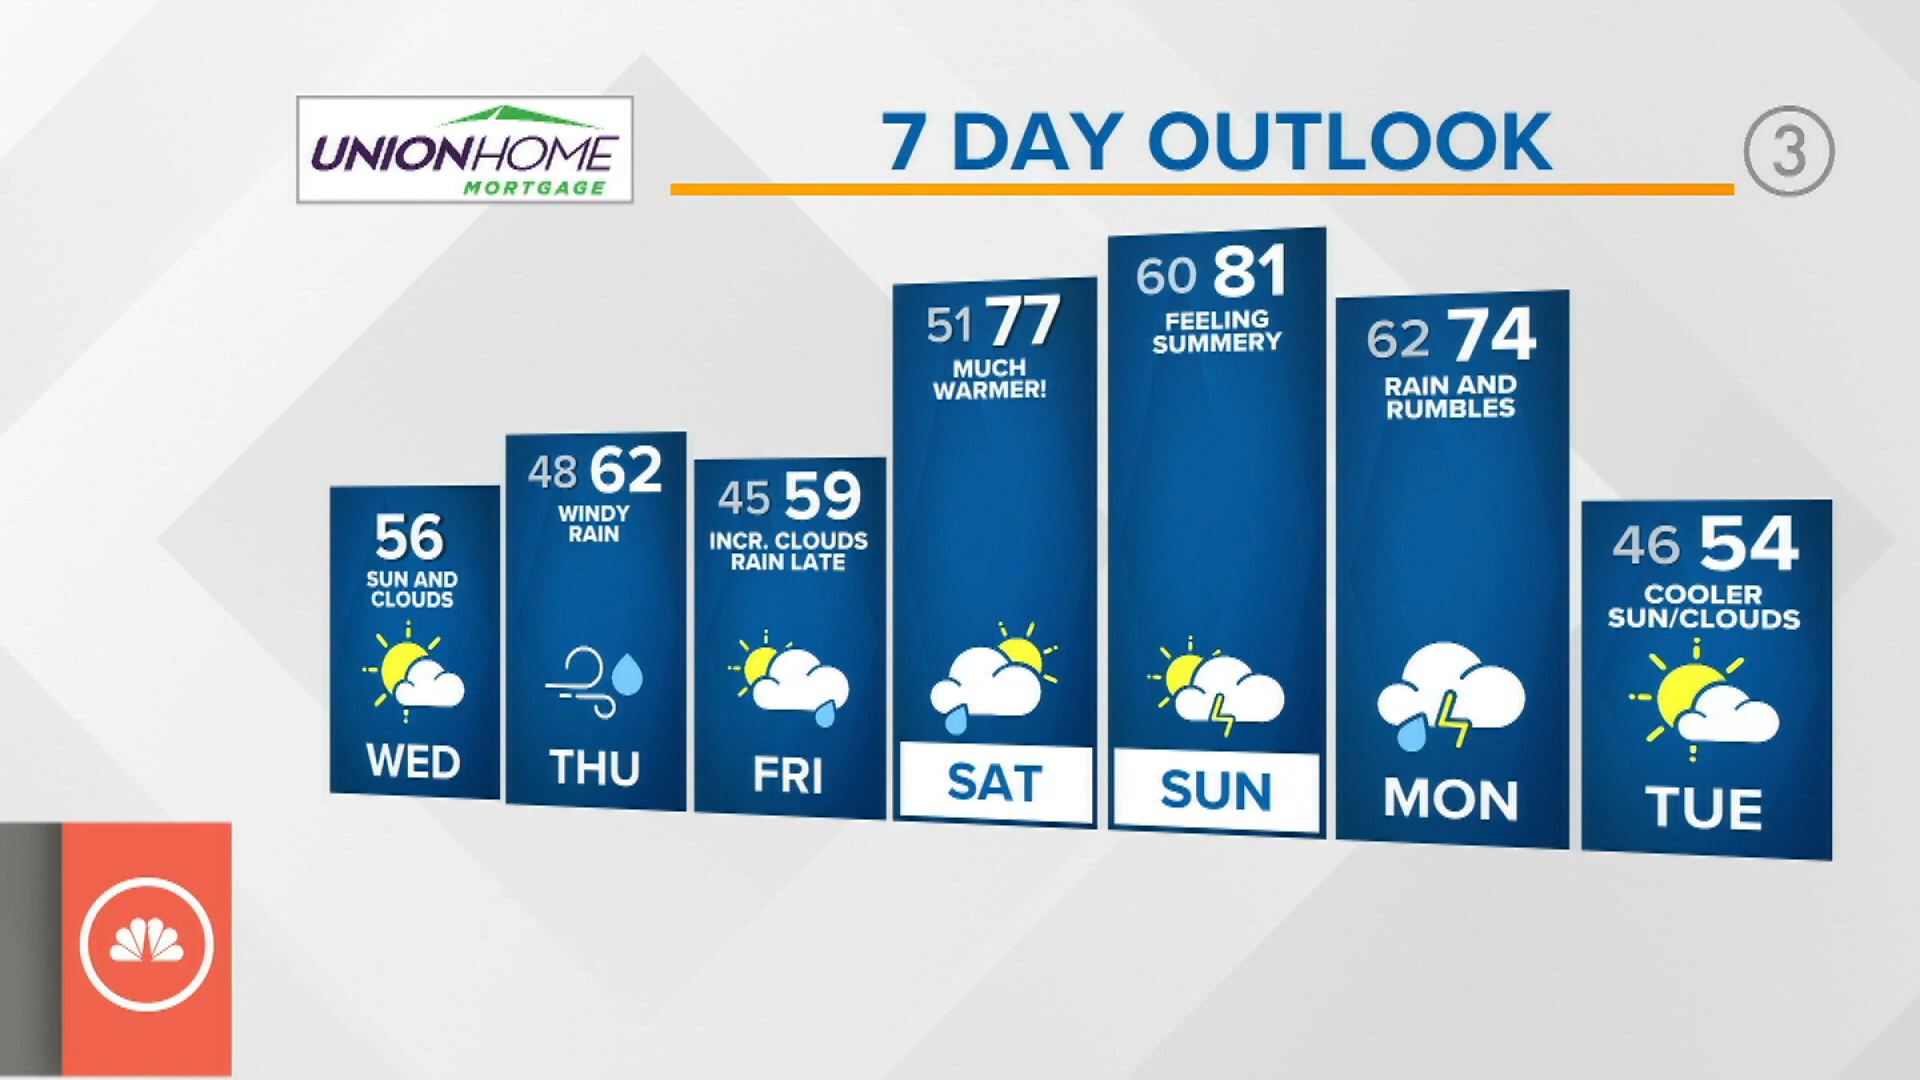 UNIONHOME
MORTGAGE
7 DAY OUTLOOK
3
56
SUN AND
CLOUDS
WED
48 62
WINDY
RAIN
THU
45 59
INCR. CLOUDS
RAIN LATE
FRI
51 77
MUCH
WARMER!
SAT
60 81
FEELING
SUMMERY
SUN
62 74
RAIN AND
RUMBLES
MON
46 54
COOLER
SUN/CLOUDS
TUE